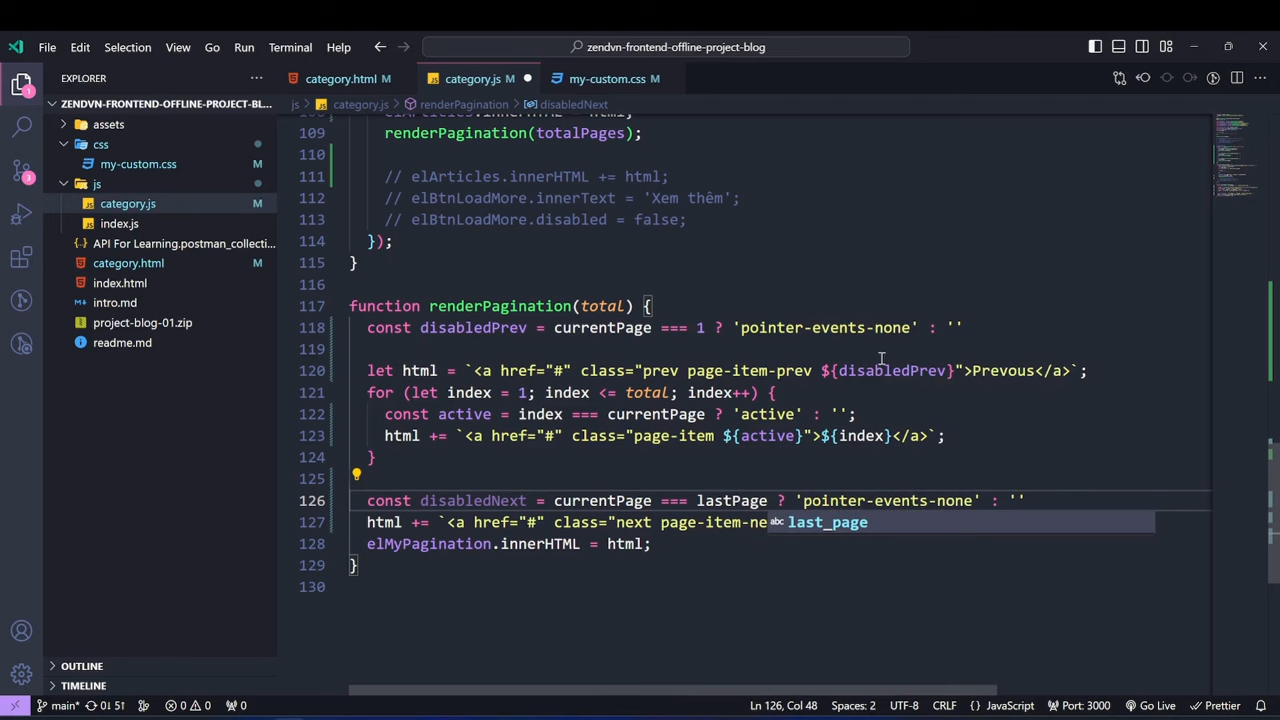 File Edit Selection View Go Run Terminal Help
zendvn-frontend-offline-project-blog
EXPLORER
category.html M
category.js M
my-custom.css M
ZENDVN-FRONTEND-OFFLINE-PROJECT-BL...
js category.js renderPagination disabledNext
assets
css
my-custom.css M
js
category.js M
index.js
API For Learning.postman_collecti...
category.html M
index.html
intro.md
project-blog-01.zip
readme.md
109 renderPagination(totalPages);
110
111 // elArticles.innerHTML += html;
112 // elBtnLoadMore.innerText = 'Xem thêm';
113 // elBtnLoadMore.disabled = false;
114 });
115 }
116
117 function renderPagination(total) {
118 const disabledPrev = currentPage === 1 ? 'pointer-events-none' : ''
119
120 let html = `<a href="#" class="prev page-item-prev ${disabledPrev}">Prevous</a>`;
121 for (let index = 1; index <= total; index++) {
122 const active = index === currentPage ? 'active' : '';
123 html += `<a href="#" class="page-item ${active}">${index}</a>`;
124 }
125
126 const disabledNext = currentPage === lastPage ? 'pointer-events-none' : ''
127 html += `<a href="#" class="next page-item-ne
abc last_page
128 elMyPagination.innerHTML = html;
129 }
130
OUTLINE
TIMELINE
main* 0↓ 5↑ 0 0 0 Ln 126, Col 48 Spaces: 2 UTF-8 CRLF JavaScript Go Live Port: 3000 Prettier
1
3